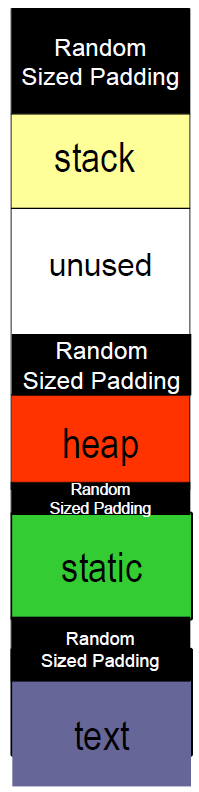 Random
Sized Padding
stack
unused
Random
Sized Padding
heap
Random
Sized Padding
static
Random
Sized Padding
text